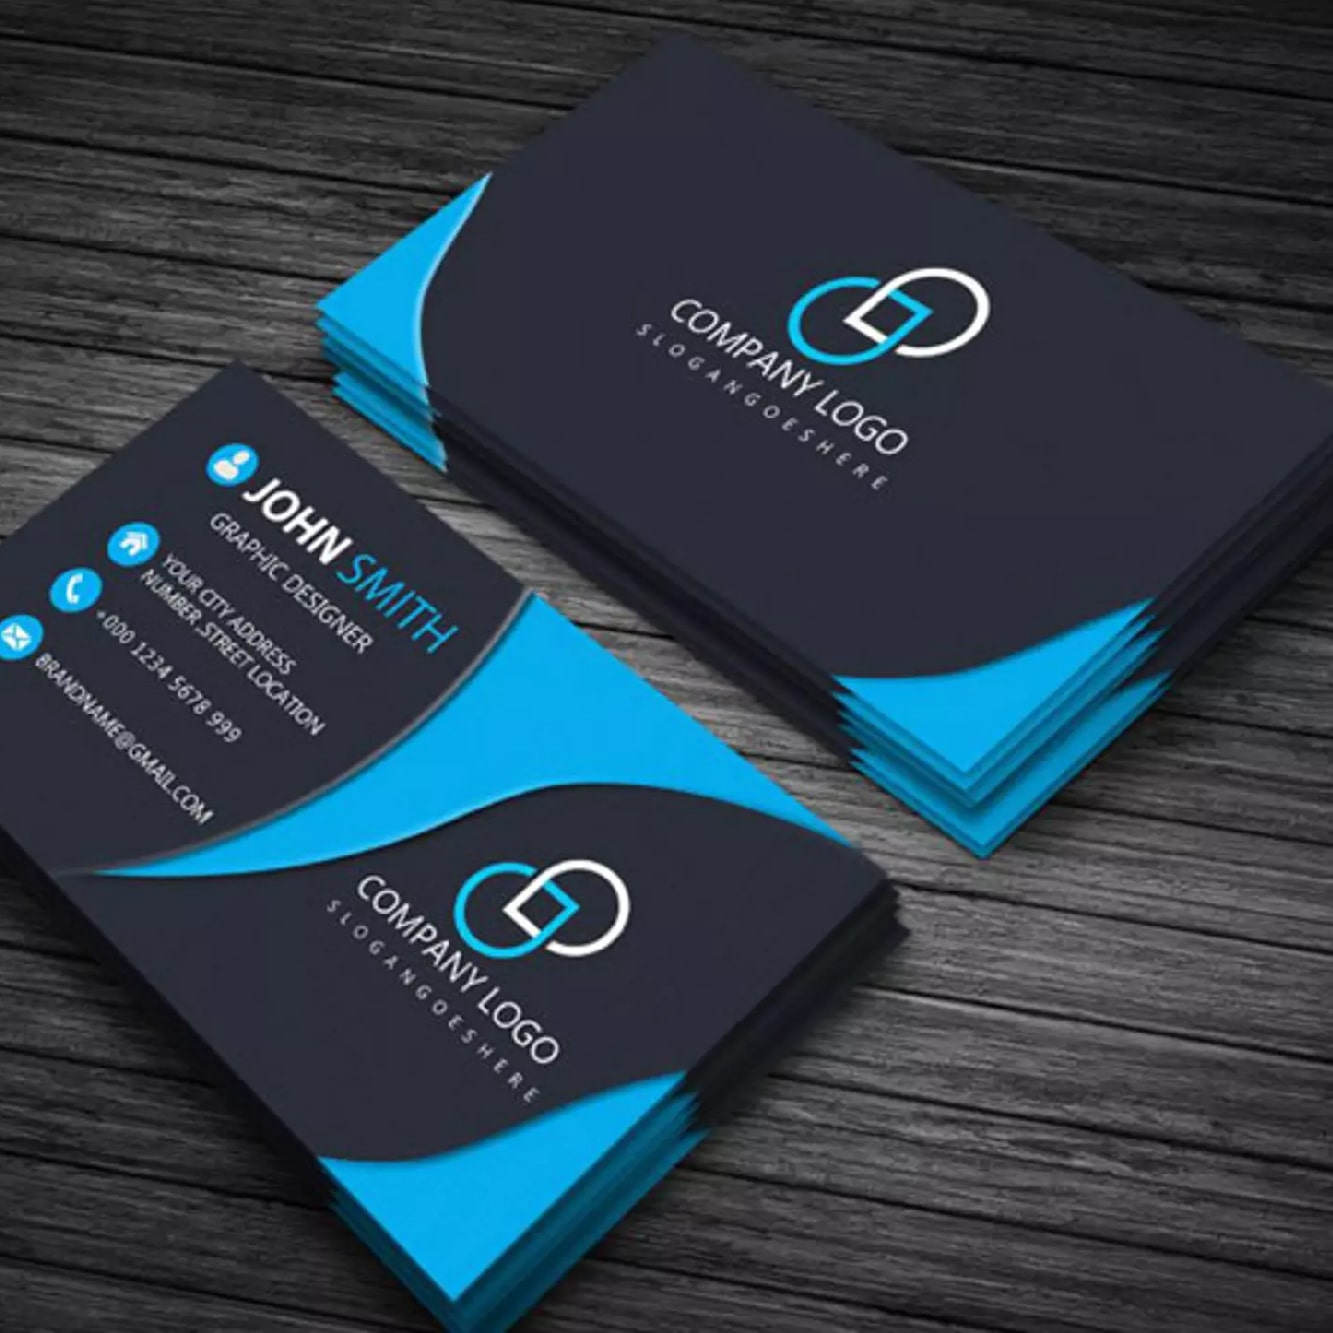 COMPANY LOGO
SLOGANGOESHERE
JOHN SMITH
GRAPHIC DESIGNER
YOUR CITY ADDRESS
NUMBER ,STREET LOCATION
+000 1234 5678 999
BRANDNAME@GMAIL.COM
COMPANY LOGO
SLOGANGOESHERE